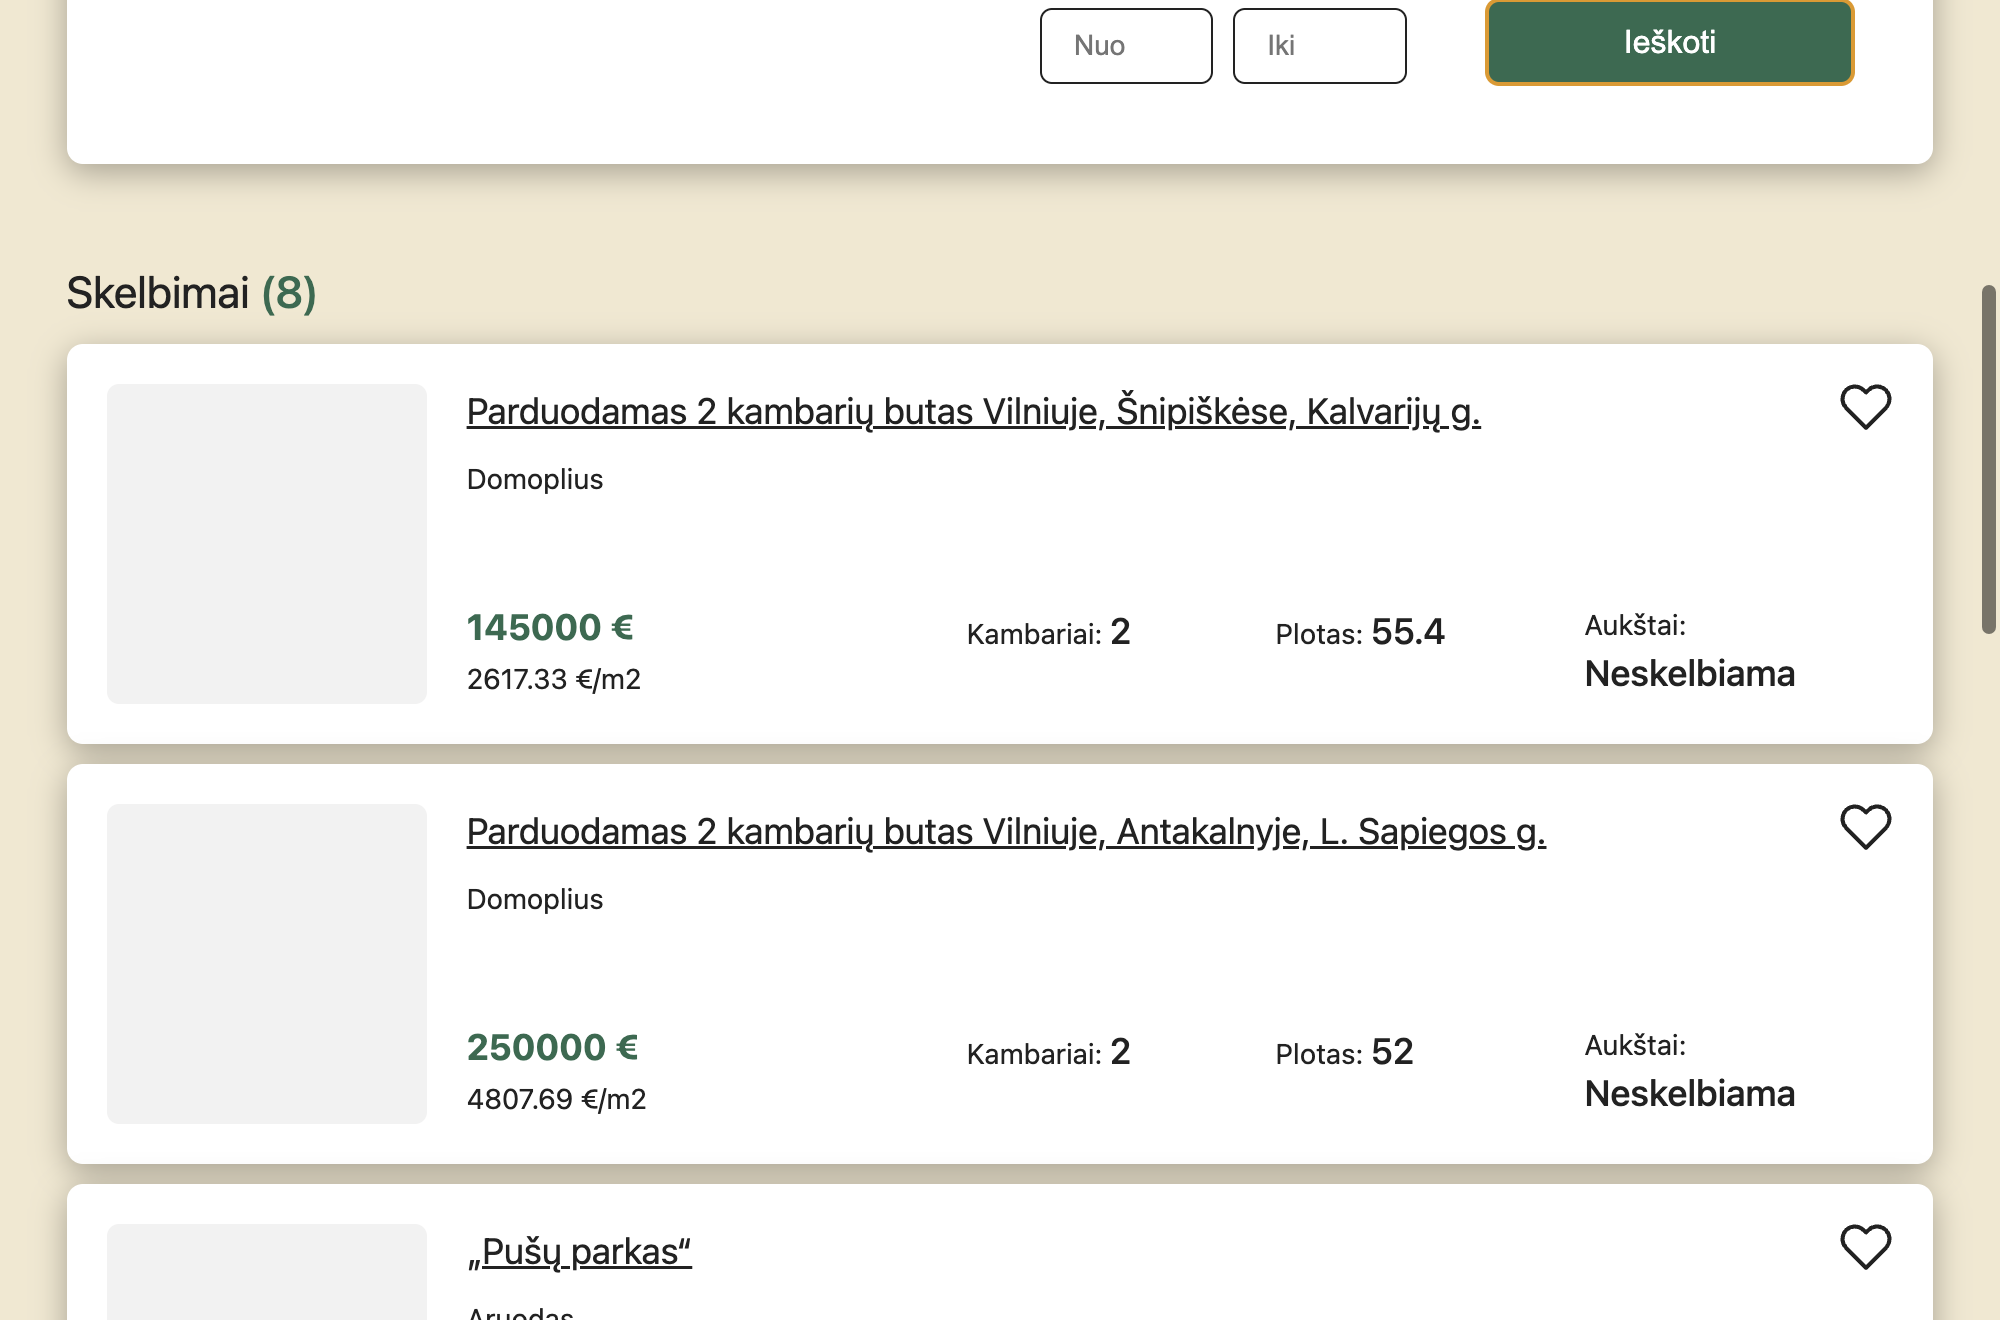 Nuo Iki Ieškoti
Skelbimai (8)
Parduodamas 2 kambarių butas Vilniuje, Šnipiškėse, Kalvarijų g.
Domoplius
145000 € Kambariai: 2 Plotas: 55.4 Aukštai:
2617.33 €/m2 Neskelbiama
Parduodamas 2 kambarių butas Vilniuje, Antakalnyje, L. Sapiegos g.
Domoplius
250000 € Kambariai: 2 Plotas: 52 Aukštai:
4807.69 €/m2 Neskelbiama
„Pušų parkas“
Aruodas